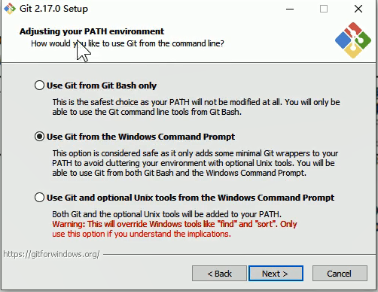 Git 2.17.0 Setup
Adjusting your PATH environment
How would you like to use Git from the command line?
Use Git from Git Bash only
This is the safest choice as your PATH will not be modified at all. You will only be
able to use the Git command line tools from Git Bash.
Use Git from the Windows Command Prompt
This option is considered safe as it only adds some minimal Git wrappers to your
PATH to avoid cluttering your environment with optional Unix tools. You will be
able to use Git from both Git Bash and the Windows Command Prompt.
Use Git and optional Unix tools from the Windows Command Prompt
Both Git and the optional Unix tools will be added to your PATH.
Warning: This will override Windows tools like "find" and "sort". Only
use this option if you understand the implications.
https://gitforwindows.org/
< Back Next > Cancel